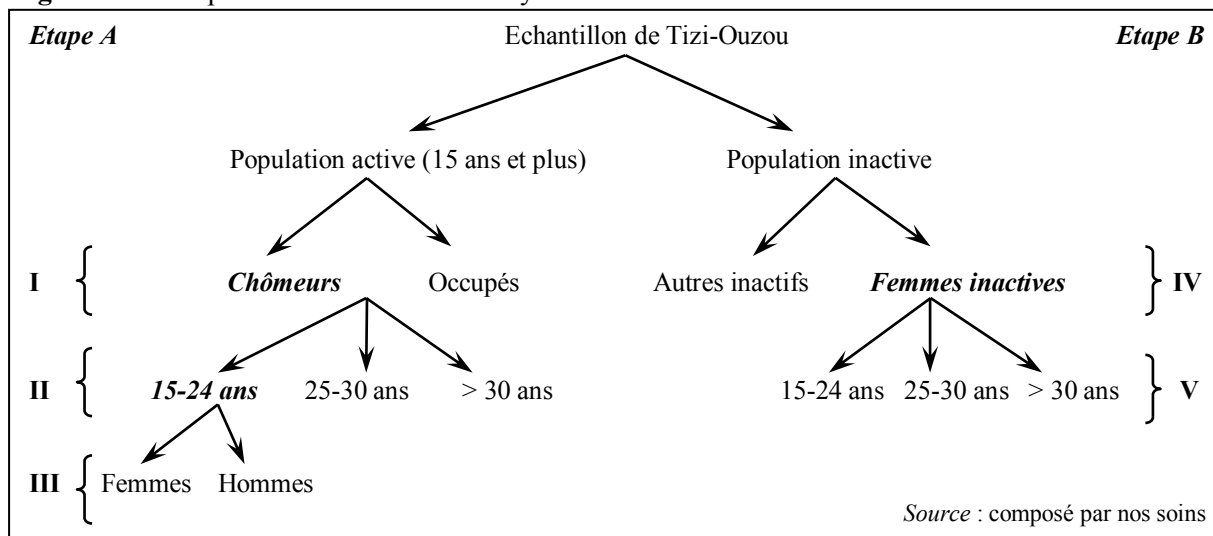 Etape A Echantillon de Tizi-Ouzou Etape B
Population active (15 ans et plus) Population inactive
I Chômeurs Occupés Autres inactifs Femmes inactives IV
II 15-24 ans 25-30 ans > 30 ans 15-24 ans 25-30 ans > 30 ans V
III Femmes Hommes
Source : composé par nos soins